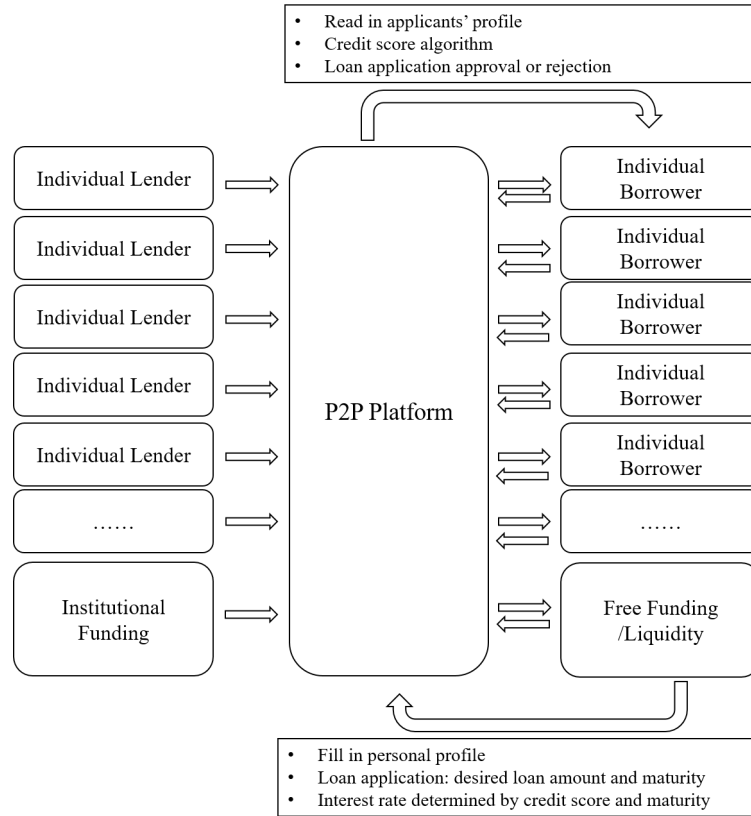 • Read in applicants’ profile
• Credit score algorithm
• Loan application approval or rejection
Individual Lender
Individual Lender
Individual Lender
Individual Lender
Individual Lender
……
Institutional
Funding
P2P Platform
Individual
Borrower
Individual
Borrower
Individual
Borrower
Individual
Borrower
Individual
Borrower
……
Free Funding
/Liquidity
• Fill in personal profile
• Loan application: desired loan amount and maturity
• Interest rate determined by credit score and maturity